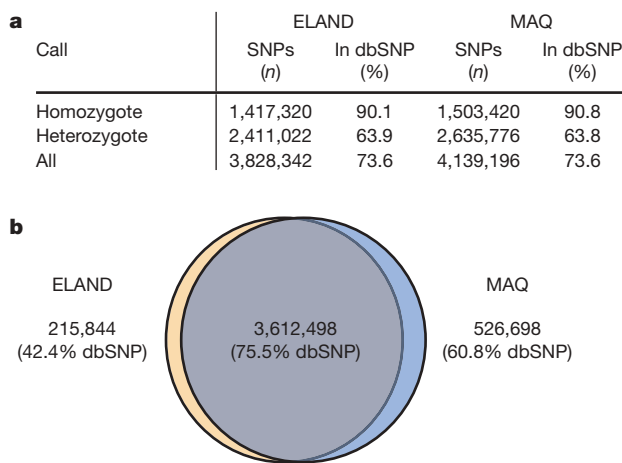 a
ELAND MAQ
Call SNPs In dbSNP SNPs In dbSNP
(n) (%) (n) (%)
Homozygote 1,417,320 90.1 1,503,420 90.8
Heterozygote 2,411,022 63.9 2,635,776 63.8
All 3,828,342 73.6 4,139,196 73.6
b
ELAND MAQ
215,844 3,612,498 526,698
(42.4% dbSNP) (75.5% dbSNP) (60.8% dbSNP)